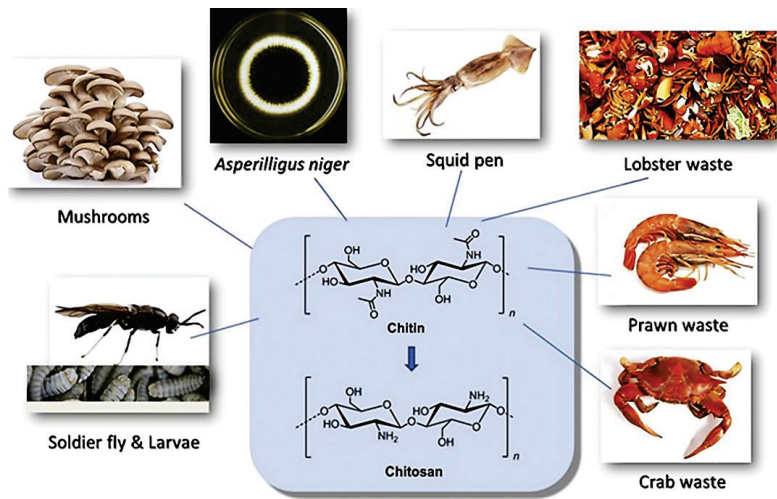 Mushrooms
Asperilligus niger
Squid pen
Lobster waste
Prawn waste
Crab waste
Soldier fly & Larvae
OH
O
HO
NH
O
O
O
NH
HO
O
OH
O
n
Chitin
OH
O
HO
NH2
O
NH2
HO
O
OH
O
n
Chitosan